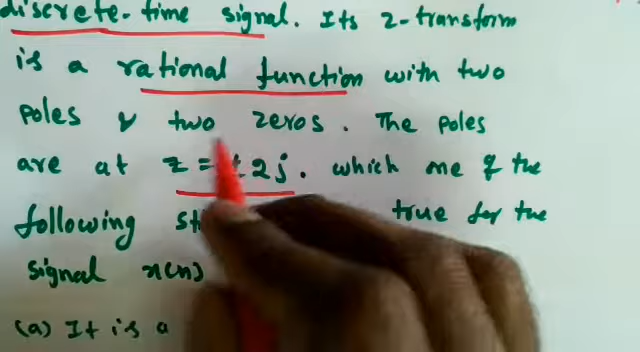 discrete-time signal. Its z-transform
is a rational function with two
poles & two zeros. The poles
are at z = ± 2j. which one of the
following st true for the
signal x(n)
(a) It is a